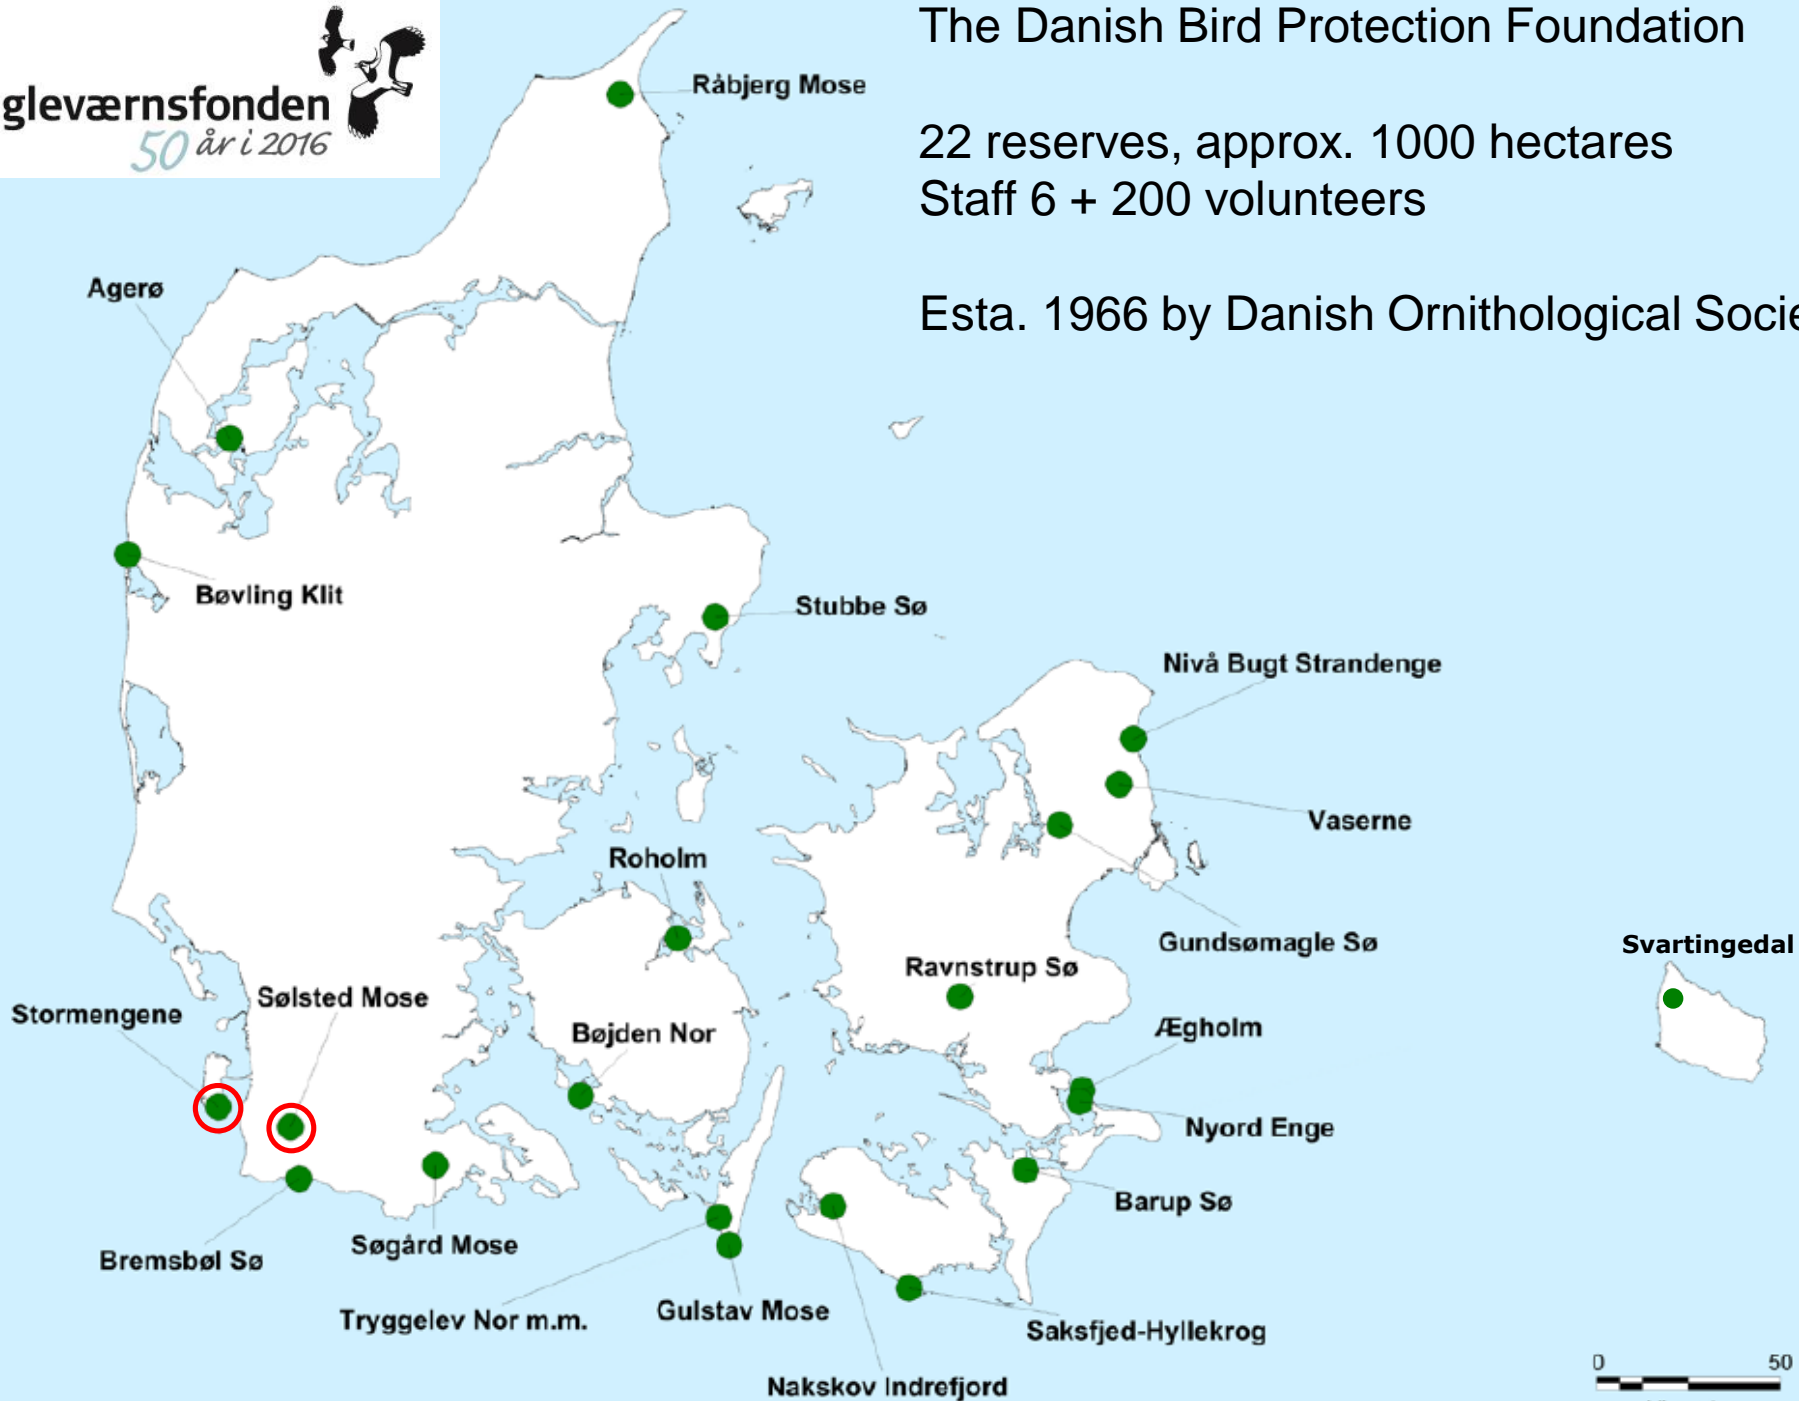 gleværnsfonden
50 år i 2016
The Danish Bird Protection Foundation
22 reserves, approx. 1000 hectares
Staff 6 + 200 volunteers
Esta. 1966 by Danish Ornithological Socie
Råbjerg Mose
Agerø
Bøvling Klit
Stubbe Sø
Nivå Bugt Strandenge
Vaserne
Roholm
Gundsømagle Sø
Svartingedal
Ravnstrup Sø
Sølsted Mose
Stormengene
Bøjden Nor
Ægholm
Nyord Enge
Barup Sø
Søgård Mose
Bremsbøl Sø
Gulstav Mose
Tryggelev Nor m.m.
Saksfjed-Hyllekrog
Nakskov Indrefjord
0 50